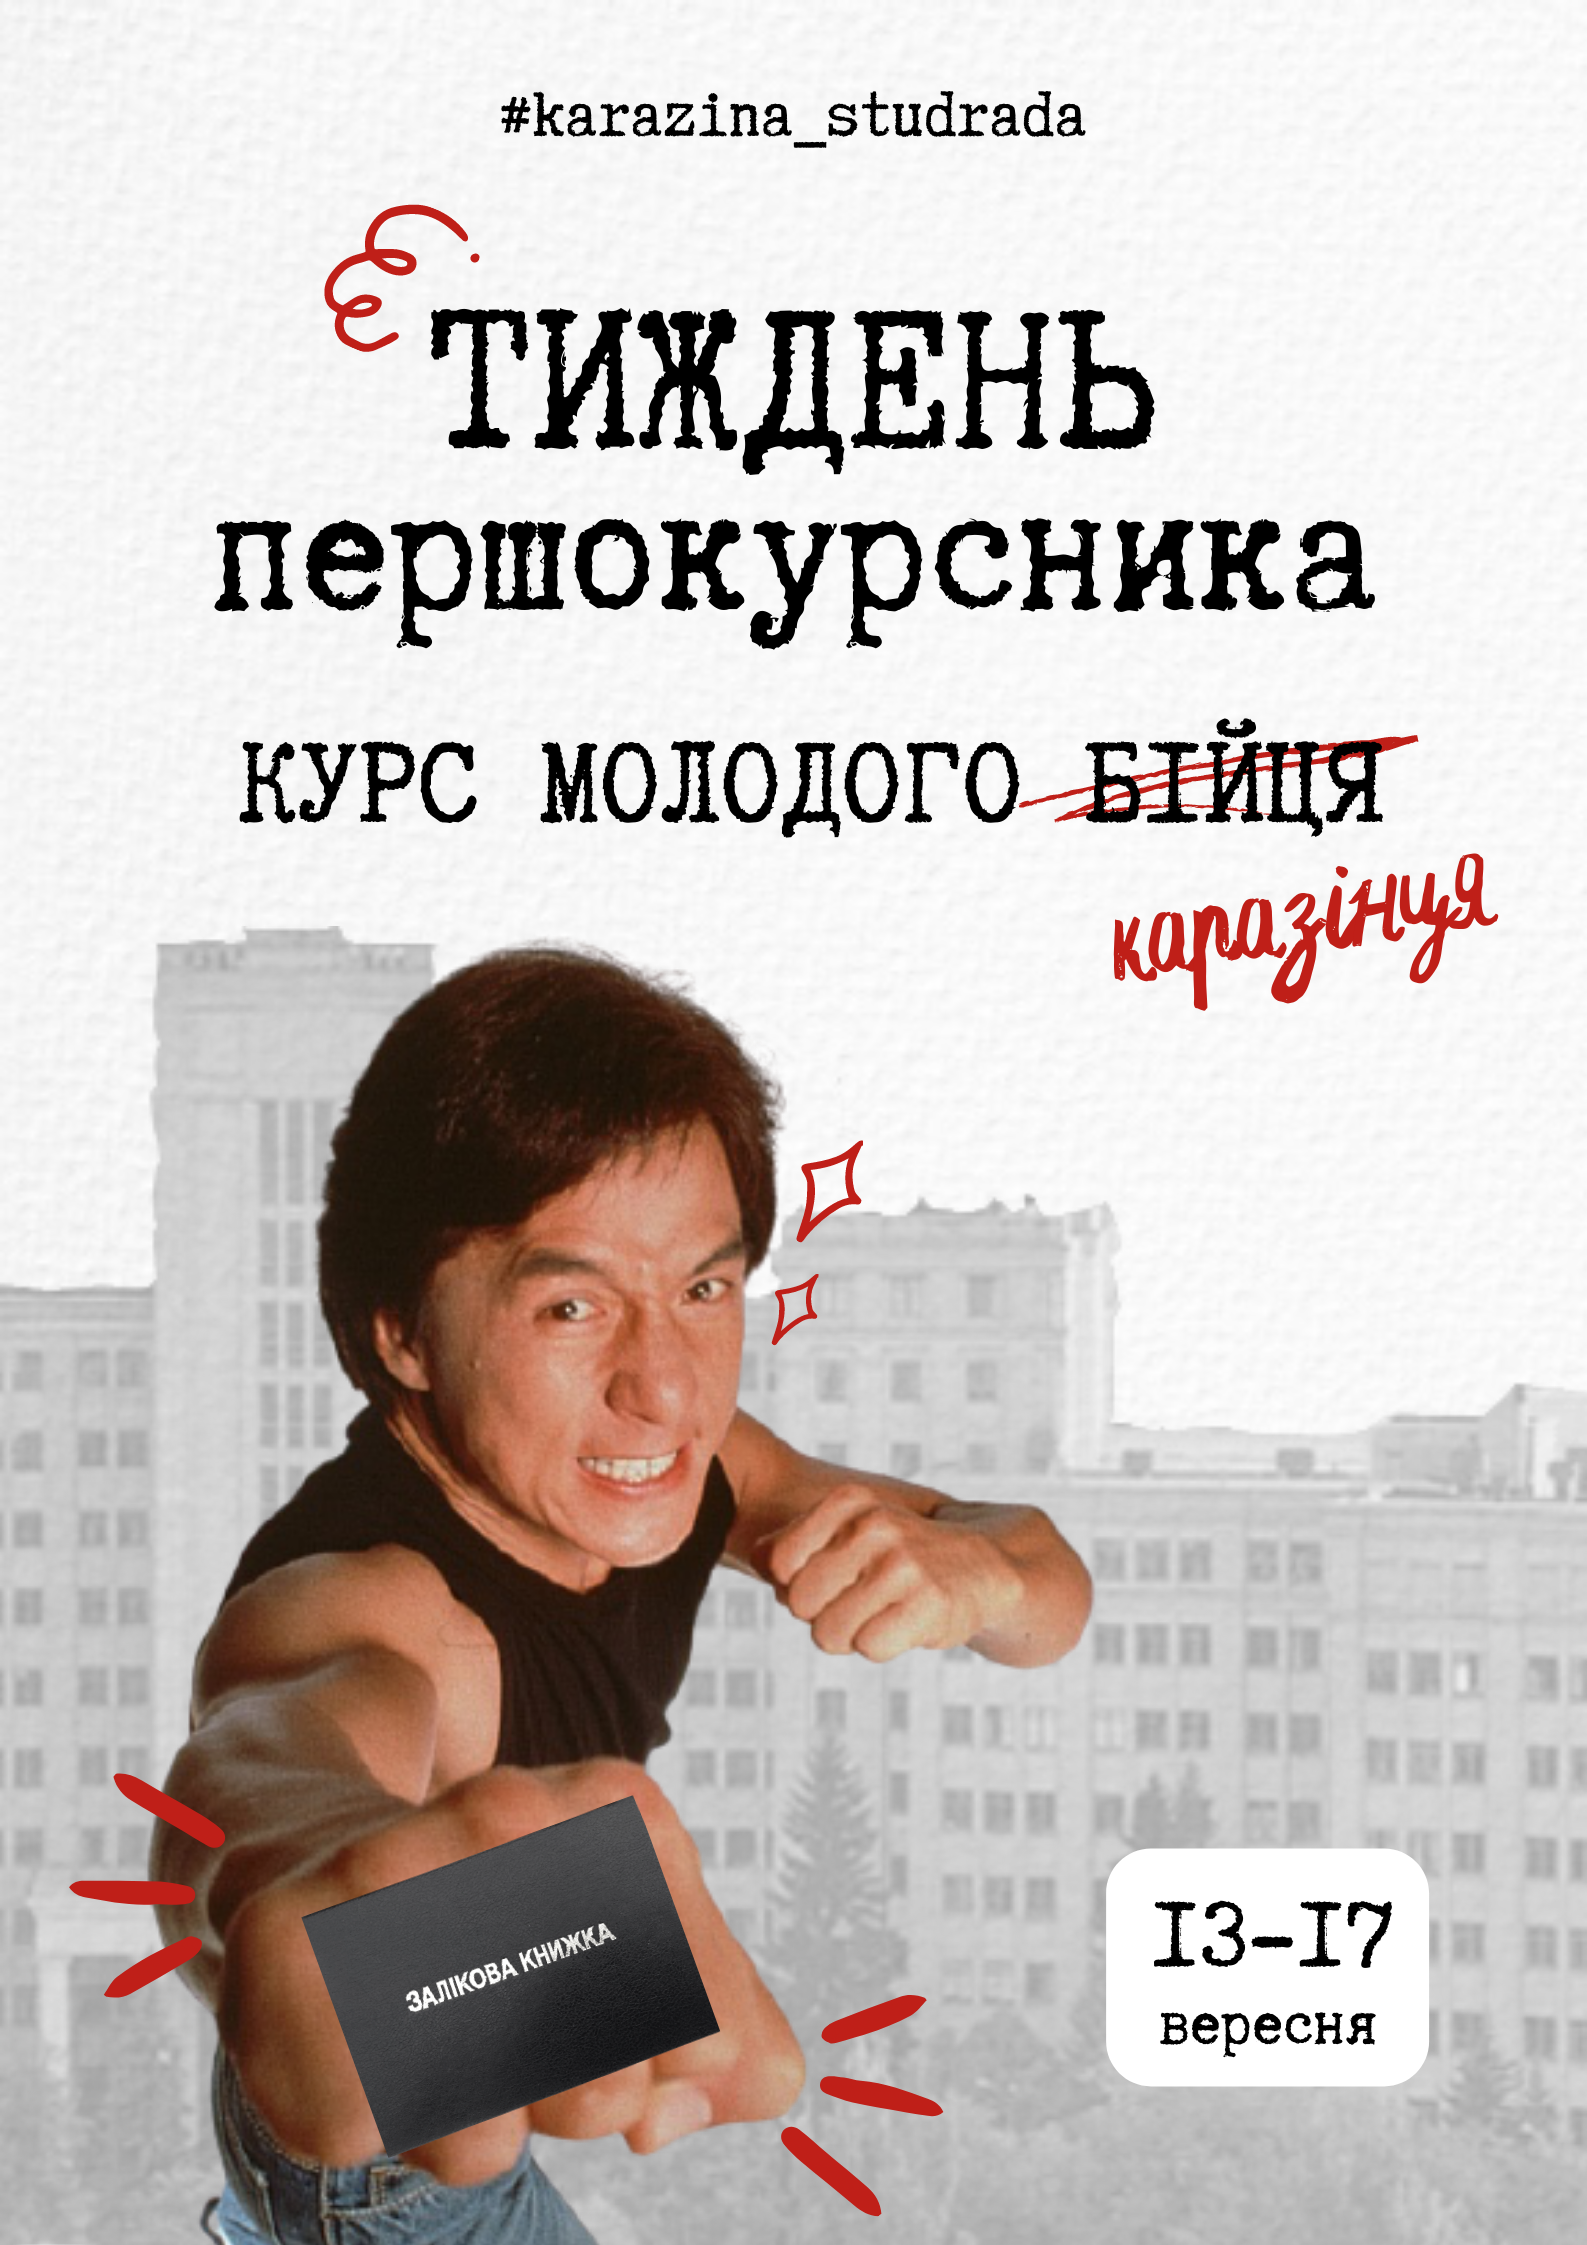 #karazina_studrada
ТИЖДЕНЬ
першокурсника
КУРС МОЛОДОГО БІЙЦЯ
каразінця
ЗАЛІКОВА КНИЖКА
13-17
вересня